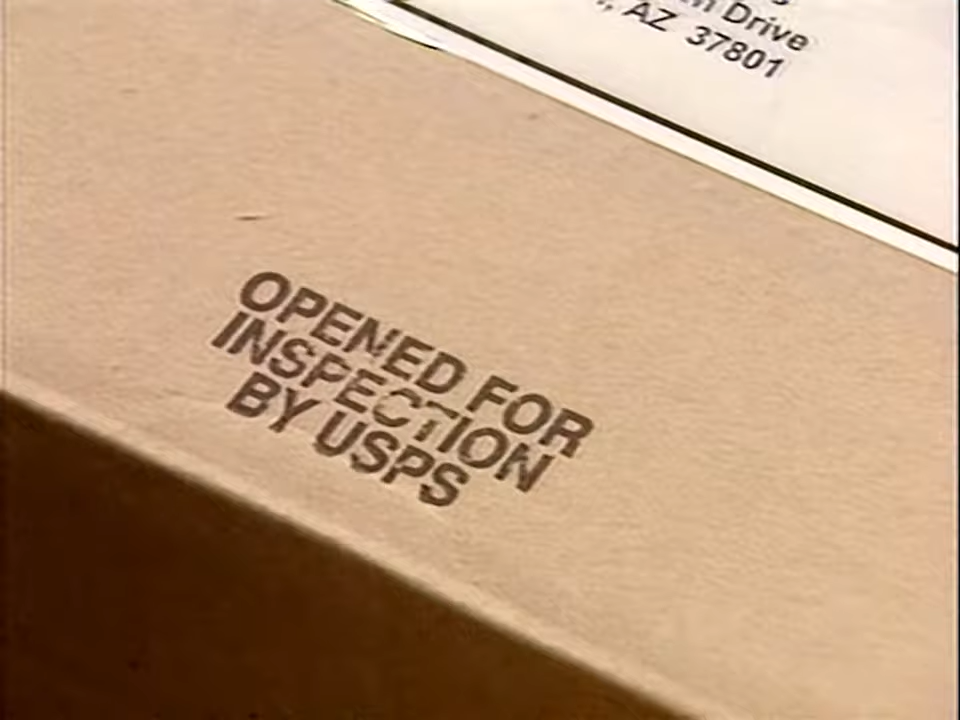 Drive
, AZ 37801
OPENED FOR
INSPECTION
BY USPS